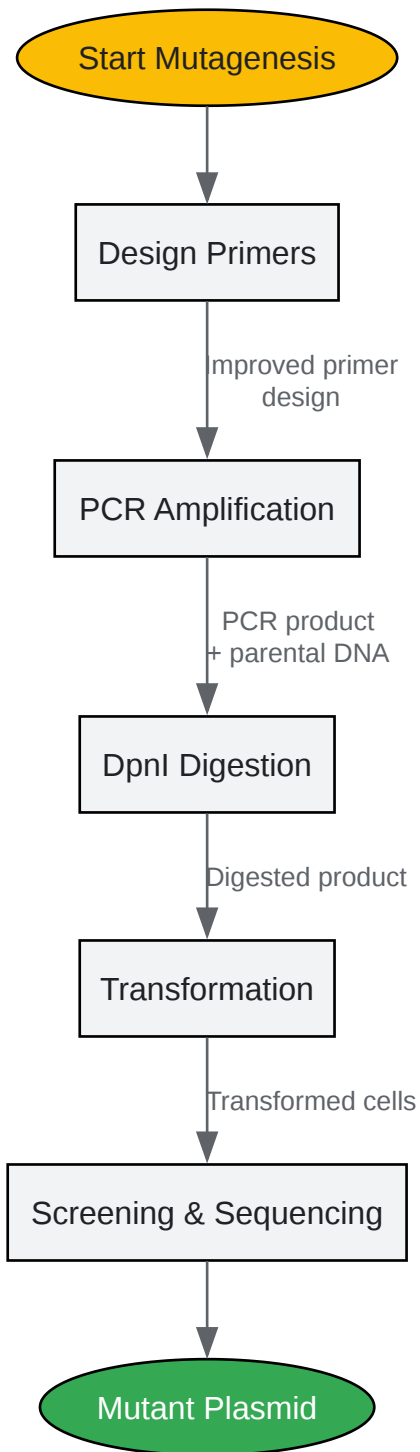 Start Mutagenesis
Design Primers
Improved primer
design
PCR Amplification
PCR product
+ parental DNA
DpnI Digestion
Digested product
Transformation
Transformed cells
Screening & Sequencing
Mutant Plasmid